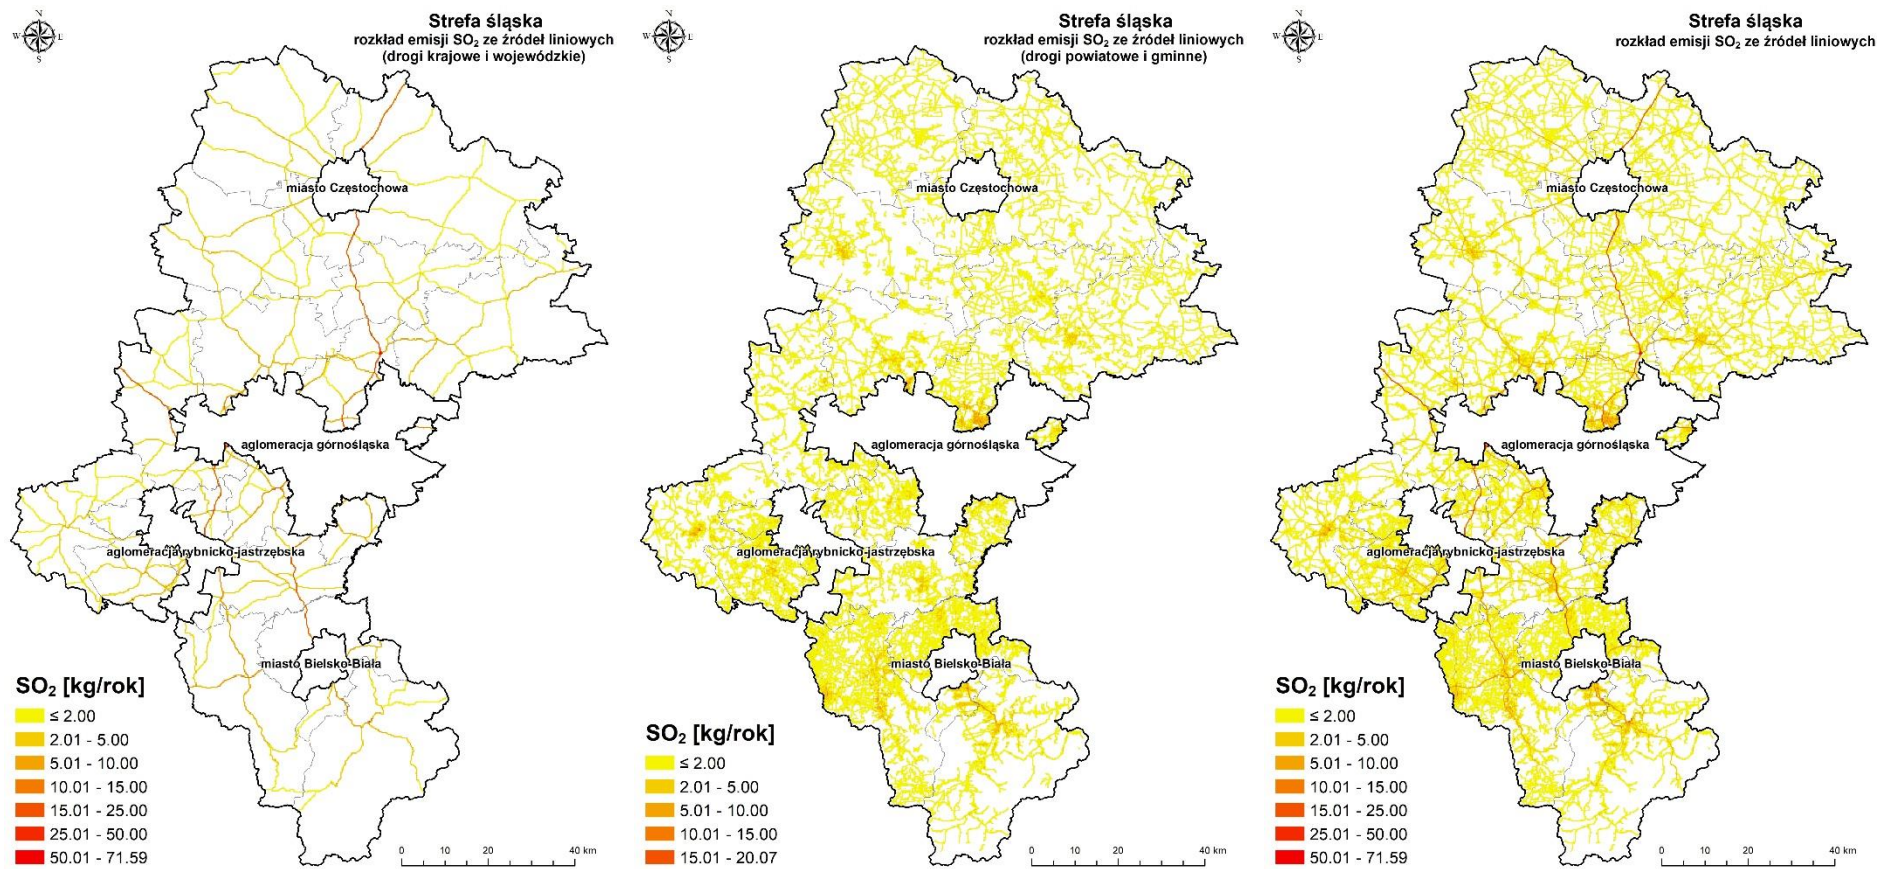 N
W E
S
Strefa śląska
rozkład emisji SO₂ ze źródeł liniowych
(drogi krajowe i wojewódzkie)
miasto Częstochowa
aglomeracja górnośląska
aglomeracja rybnicko-jastrzębska
miasto Bielsko-Biała
SO₂ [kg/rok]
≤ 2.00
2.01 - 5.00
5.01 - 10.00
10.01 - 15.00
15.01 - 25.00
25.01 - 50.00
50.01 - 71.59
0 10 20 40 km
N
W E
S
Strefa śląska
rozkład emisji SO₂ ze źródeł liniowych
(drogi powiatowe i gminne)
miasto Częstochowa
aglomeracja górnośląska
aglomeracja rybnicko-jastrzębska
miasto Bielsko-Biała
SO₂ [kg/rok]
≤ 2.00
2.01 - 5.00
5.01 - 10.00
10.01 - 15.00
15.01 - 20.07
0 10 20 40 km
N
W E
S
Strefa śląska
rozkład emisji SO₂ ze źródeł liniowych
miasto Częstochowa
aglomeracja górnośląska
aglomeracja rybnicko-jastrzębska
miasto Bielsko-Biała
SO₂ [kg/rok]
≤ 2.00
2.01 - 5.00
5.01 - 10.00
10.01 - 15.00
15.01 - 25.00
25.01 - 50.00
50.01 - 71.59
0 10 20 40 km